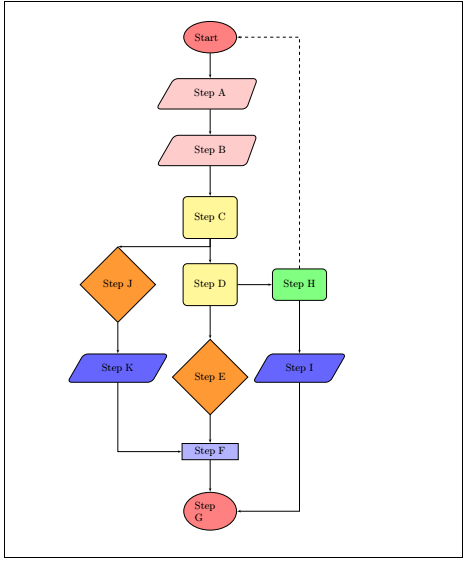 Start
Step A
Step B
Step C
Step J
Step D
Step H
Step K
Step E
Step I
Step F
Step
G